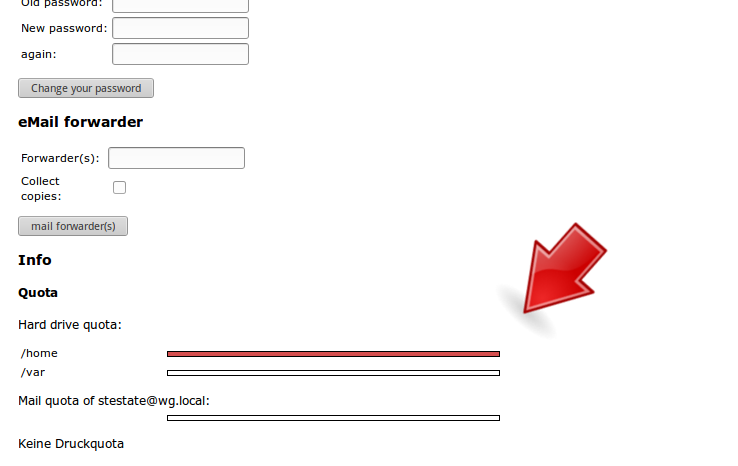 Old password:
New password:
again:
Change your password
eMail forwarder
Forwarder(s):
Collect
copies:
mail forwarder(s)
Info
Quota
Hard drive quota:
/home
/var
Mail quota of stestate@wg.local:
Keine Druckquota